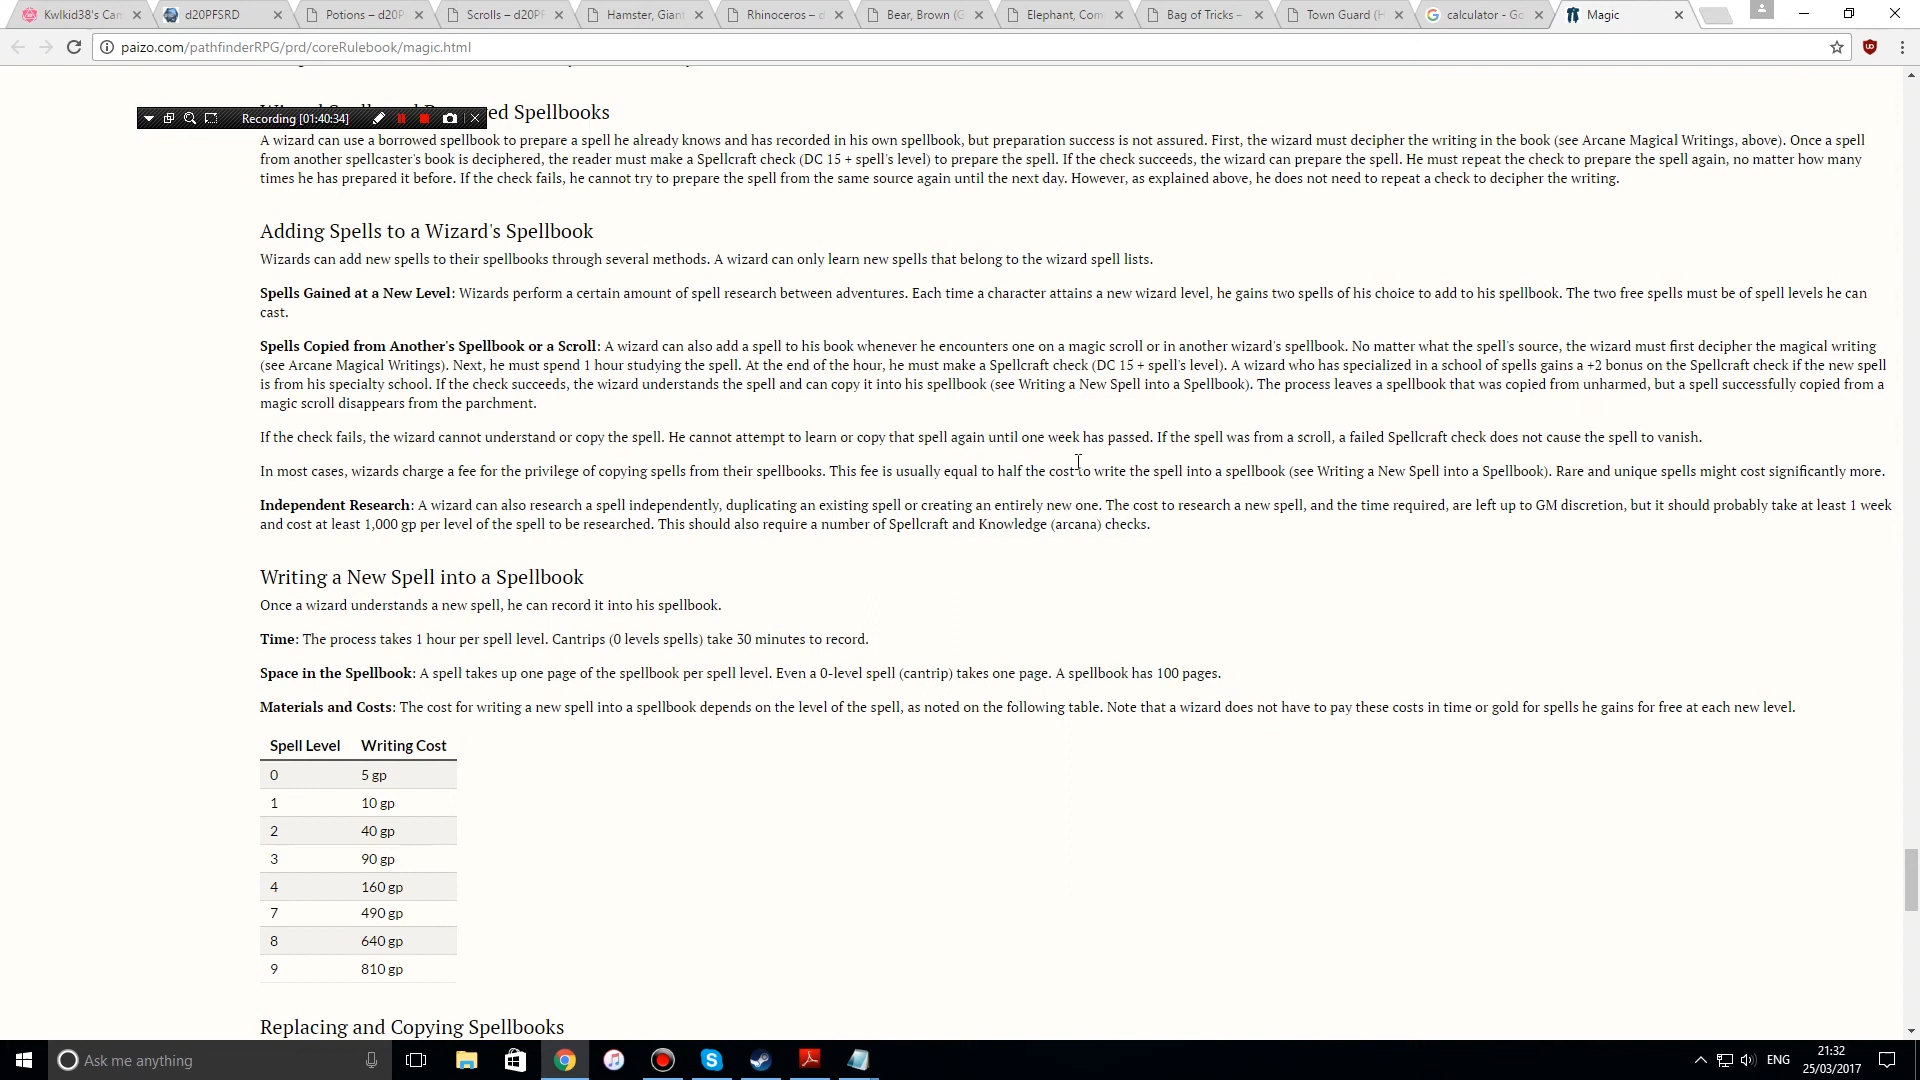 Kwlkid38's Can
d20PFSRD
Potions – d20P
Scrolls – d20PF
Hamster, Giant
Rhinoceros – d
Bear, Brown (G
Elephant, Com
Bag of Tricks –
Town Guard (H
calculator - Go
Magic
paizo.com/pathfinderRPG/prd/coreRulebook/magic.html
ed Spellbooks
Recording [01:40:34]
A wizard can use a borrowed spellbook to prepare a spell he already knows and has recorded in his own spellbook, but preparation success is not assured. First, the wizard must decipher the writing in the book (see Arcane Magical Writings, above). Once a spell
from another spellcaster's book is deciphered, the reader must make a Spellcraft check (DC 15 + spell's level) to prepare the spell. If the check succeeds, the wizard can prepare the spell. He must repeat the check to prepare the spell again, no matter how many
times he has prepared it before. If the check fails, he cannot try to prepare the spell from the same source again until the next day. However, as explained above, he does not need to repeat a check to decipher the writing.
Adding Spells to a Wizard's Spellbook
Wizards can add new spells to their spellbooks through several methods. A wizard can only learn new spells that belong to the wizard spell lists.
Spells Gained at a New Level: Wizards perform a certain amount of spell research between adventures. Each time a character attains a new wizard level, he gains two spells of his choice to add to his spellbook. The two free spells must be of spell levels he can
cast.
Spells Copied from Another's Spellbook or a Scroll: A wizard can also add a spell to his book whenever he encounters one on a magic scroll or in another wizard's spellbook. No matter what the spell's source, the wizard must first decipher the magical writing
(see Arcane Magical Writings). Next, he must spend 1 hour studying the spell. At the end of the hour, he must make a Spellcraft check (DC 15 + spell's level). A wizard who has specialized in a school of spells gains a +2 bonus on the Spellcraft check if the new spell
is from his specialty school. If the check succeeds, the wizard understands the spell and can copy it into his spellbook (see Writing a New Spell into a Spellbook). The process leaves a spellbook that was copied from unharmed, but a spell successfully copied from a
magic scroll disappears from the parchment.
If the check fails, the wizard cannot understand or copy the spell. He cannot attempt to learn or copy that spell again until one week has passed. If the spell was from a scroll, a failed Spellcraft check does not cause the spell to vanish.
In most cases, wizards charge a fee for the privilege of copying spells from their spellbooks. This fee is usually equal to half the cost to write the spell into a spellbook (see Writing a New Spell into a Spellbook). Rare and unique spells might cost significantly more.
Independent Research: A wizard can also research a spell independently, duplicating an existing spell or creating an entirely new one. The cost to research a new spell, and the time required, are left up to GM discretion, but it should probably take at least 1 week
and cost at least 1,000 gp per level of the spell to be researched. This should also require a number of Spellcraft and Knowledge (arcana) checks.
Writing a New Spell into a Spellbook
Once a wizard understands a new spell, he can record it into his spellbook.
Time: The process takes 1 hour per spell level. Cantrips (0 levels spells) take 30 minutes to record.
Space in the Spellbook: A spell takes up one page of the spellbook per spell level. Even a 0-level spell (cantrip) takes one page. A spellbook has 100 pages.
Materials and Costs: The cost for writing a new spell into a spellbook depends on the level of the spell, as noted on the following table. Note that a wizard does not have to pay these costs in time or gold for spells he gains for free at each new level.
Spell Level Writing Cost
0 5 gp
1 10 gp
2 40 gp
3 90 gp
4 160 gp
7 490 gp
8 640 gp
9 810 gp
Replacing and Copying Spellbooks
Ask me anything
ENG
21:32
25/03/2017